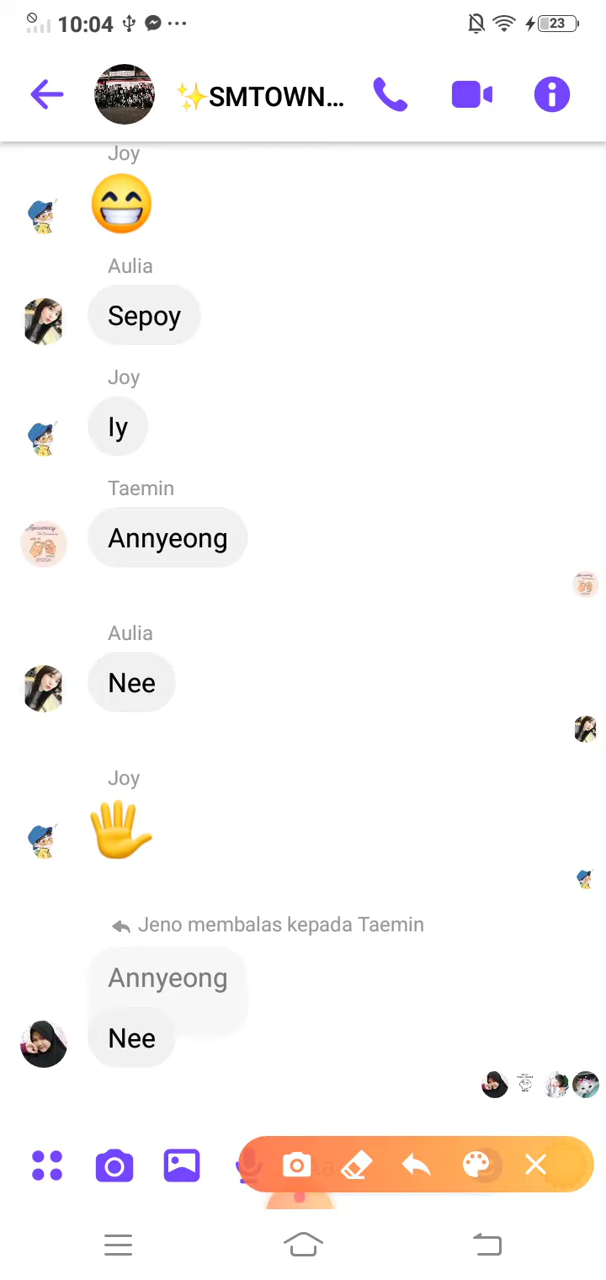 10:04
23
✨SMTOWN...
Joy
Aulia
Sepoy
Joy
Iy
Taemin
Annyeong
Aulia
Nee
Joy
Jeno membalas kepada Taemin
Annyeong
Nee